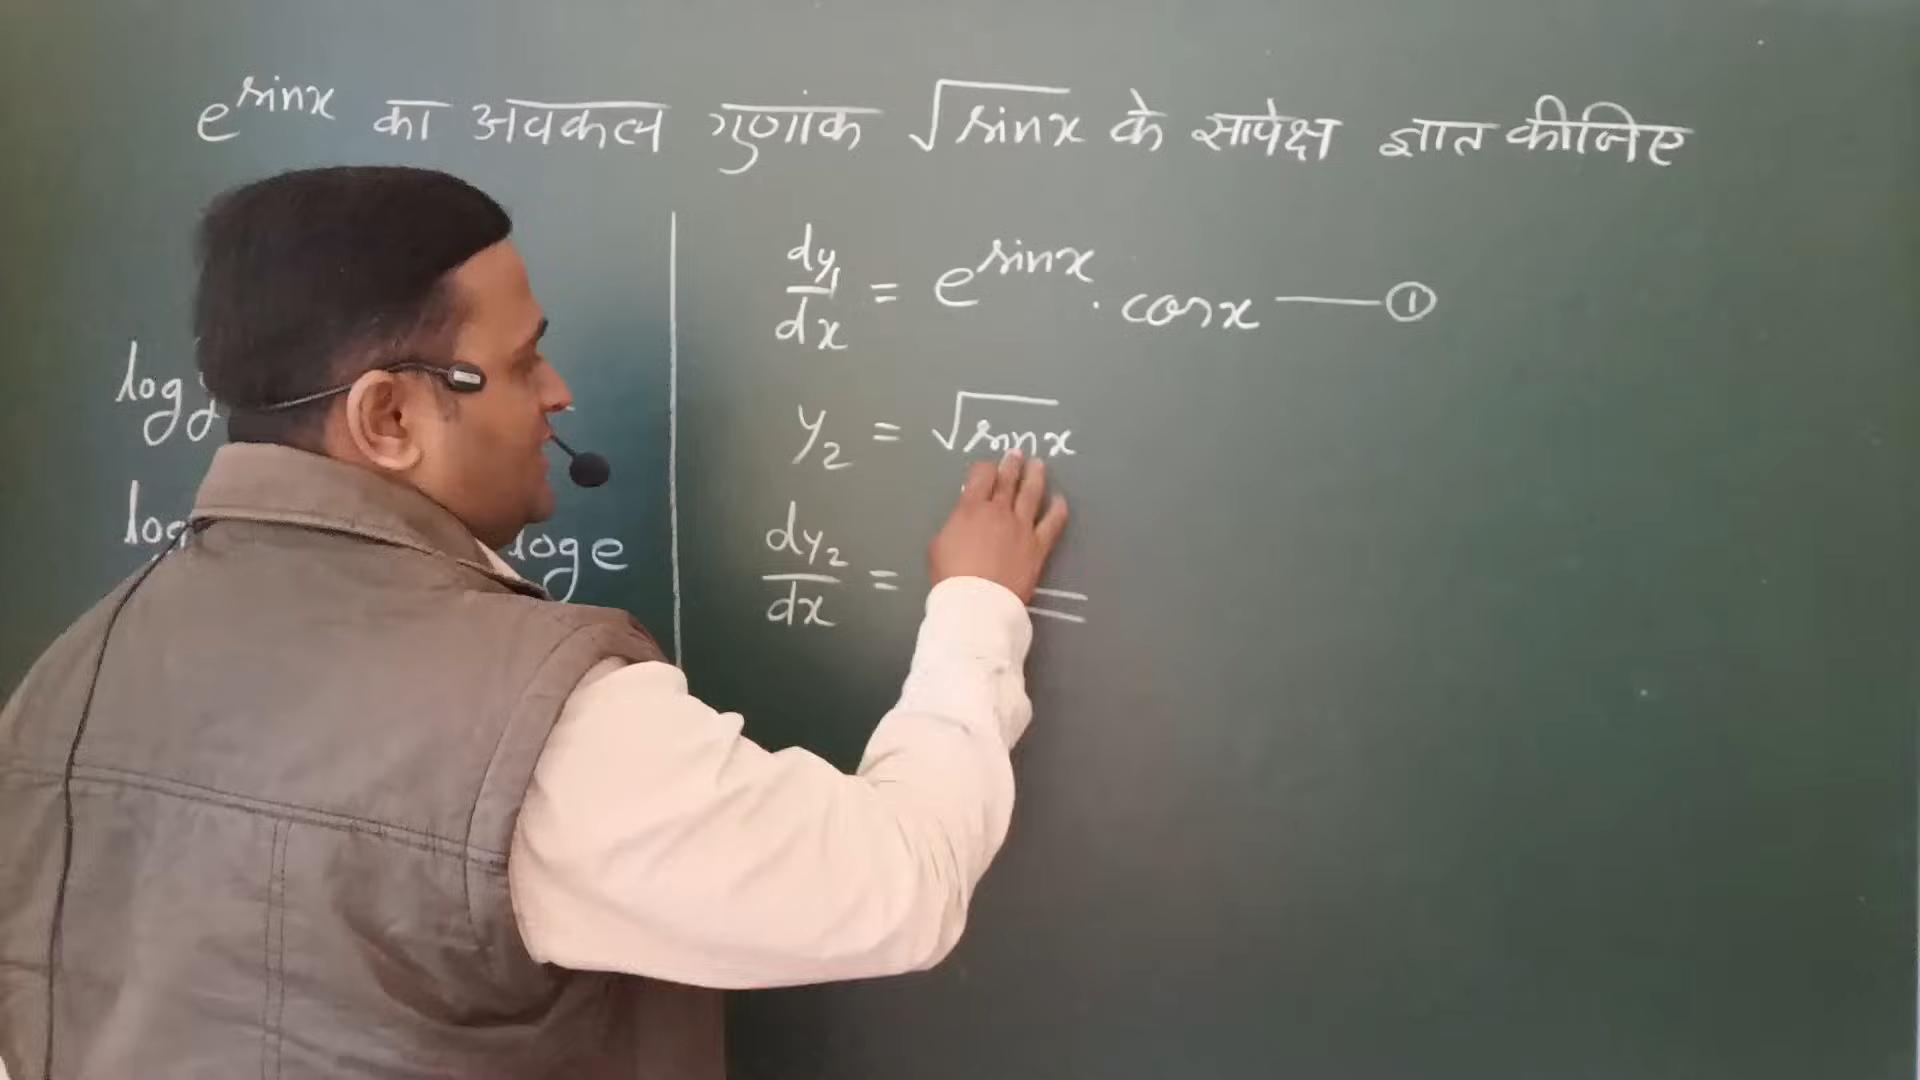 e^sinx का अवकल गुणांक √sinx के सापेक्ष ज्ञात कीजिए
log y
log
loge
dy₁/dx = e^sinx · cosx —— ①
y₂ = √sinx
dy₂/dx =